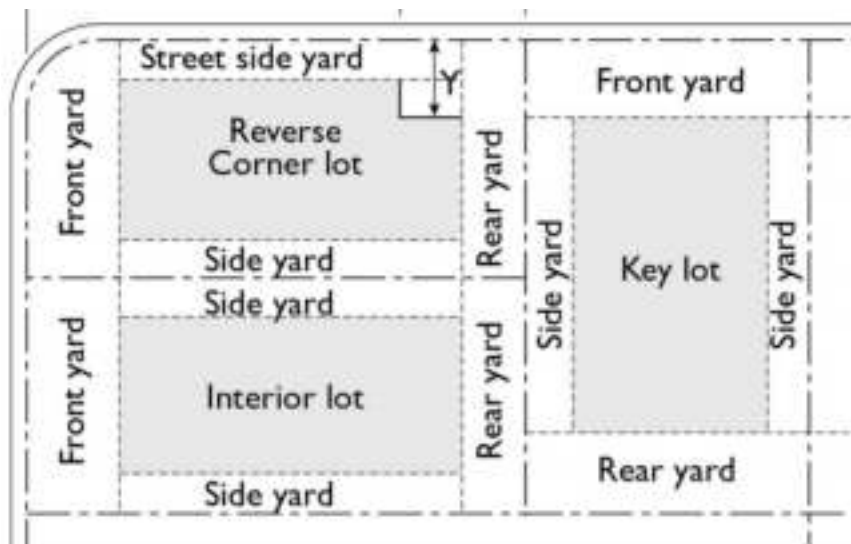 Street side yard
Y
Front yard
Front yard
Reverse
Corner lot
Rear yard
Side yard
Side yard
Key lot
Side yard
Side yard
Front yard
Interior lot
Rear yard
Rear yard
Side yard